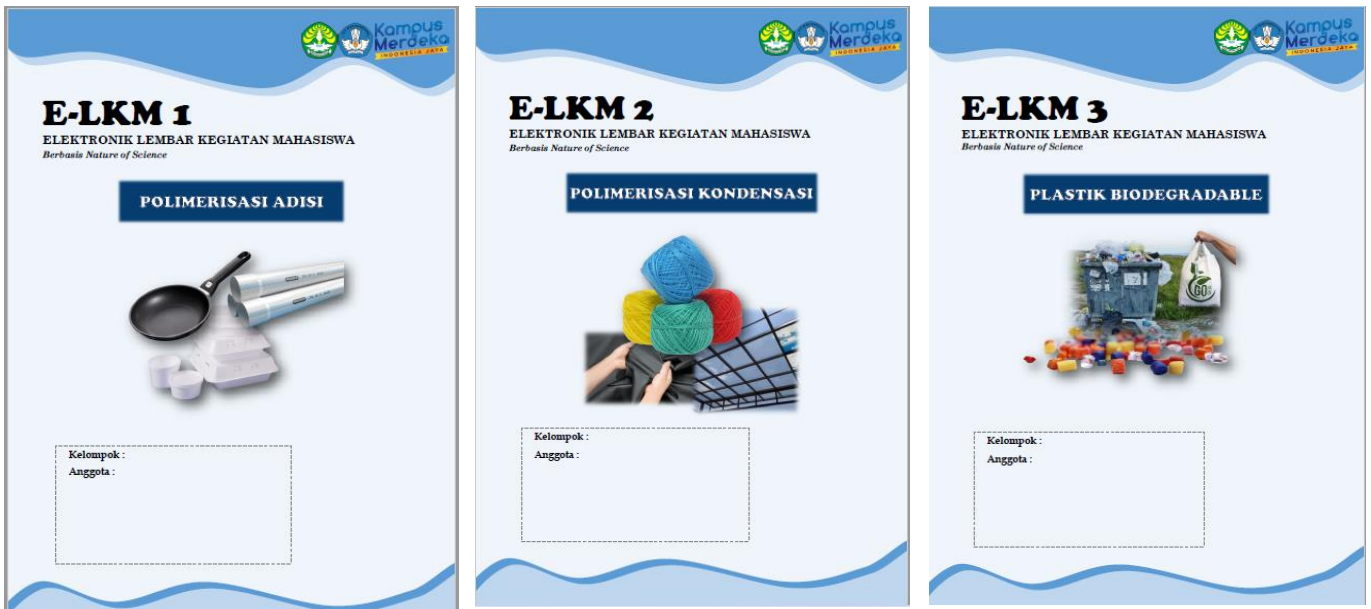 Kampus
Merdeka
INDONESIA JAYA
E-LKM 1
ELEKTRONIK LEMBAR KEGIATAN MAHASISWA
Berbasis Nature of Science
POLIMERISASI ADISI
Kelompok :
Anggota :
Kampus
Merdeka
INDONESIA JAYA
E-LKM 2
ELEKTRONIK LEMBAR KEGIATAN MAHASISWA
Berbasis Nature of Science
POLIMERISASI KONDENSASI
Kelompok :
Anggota :
Kampus
Merdeka
INDONESIA JAYA
E-LKM 3
ELEKTRONIK LEMBAR KEGIATAN MAHASISWA
Berbasis Nature of Science
PLASTIK BIODEGRADABLE
GO
Kelompok :
Anggota :